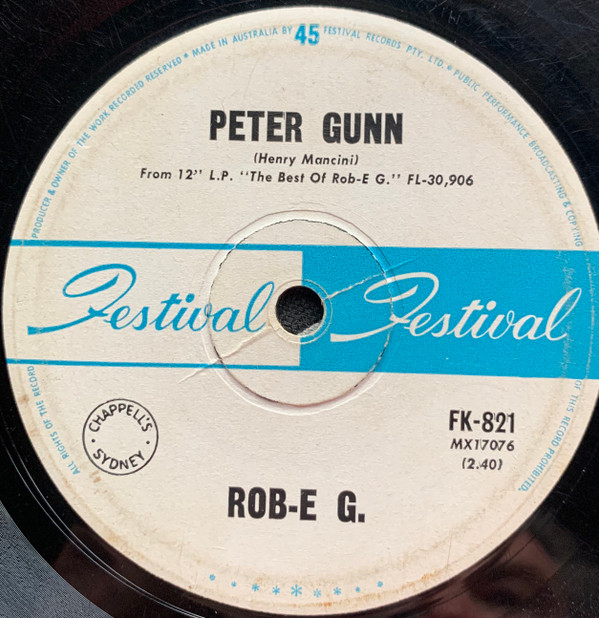 45
PRODUCER & OWNER OF THE WORK RECORDED RESERVED * MADE IN AUSTRALIA BY FESTIVAL RECORDS PTY. LTD. * PUBLIC PERFORMANCE, BROADCASTING & COPYING
PETER GUNN
(Henry Mancini)
From 12" L.P. "The Best Of Rob-E G." FL-30,906
Festival Festival
ALL RIGHTS OF THE RECORD
OF THIS RECORD PROHIBITED.
CHAPPELL'S
SYDNEY
FK-821
MX17076
(2.40)
ROB-E G.